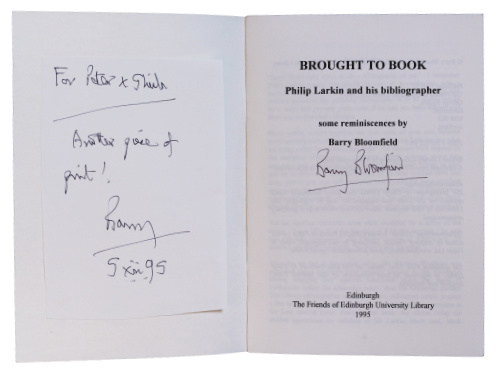 For Peter & Sheila
Another piece of
print!
Barry
5 xii 95
BROUGHT TO BOOK
Philip Larkin and his bibliographer
some reminiscences by
Barry Bloomfield
Barry Bloomfield
Edinburgh
The Friends of Edinburgh University Library
1995